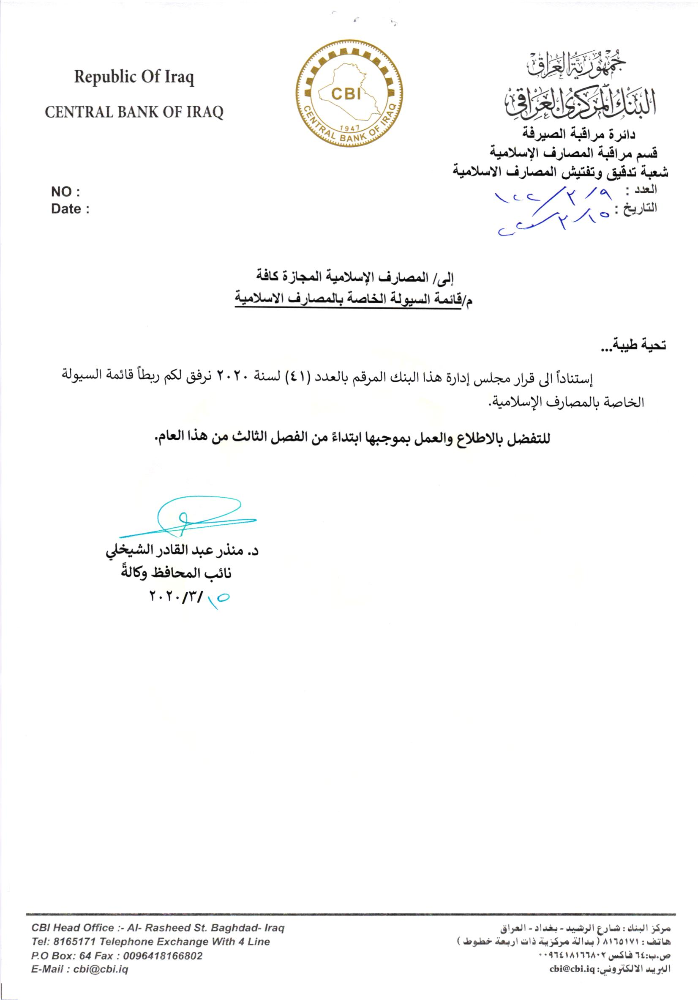 Republic Of Iraq
CENTRAL BANK OF IRAQ
NO :
Date :
CBI
1947
CENTRAL BANK OF IRAQ
جمهورية العراق
البنك المركزي العراقي
دائرة مراقبة الصيرفة
قسم مراقبة المصارف الإسلامية
شعبة تدقيق وتفتيش المصارف الاسلامية
العدد : ٩/٢/
التاريخ : ١٥/٣/
إلى/ المصارف الإسلامية المجازة كافة
م/قائمة السيولة الخاصة بالمصارف الاسلامية
تحية طيبة...
إستناداً الى قرار مجلس إدارة هذا البنك المرقم بالعدد (٤١) لسنة ٢٠٢٠ نرفق لكم ربطاً قائمة السيولة
الخاصة بالمصارف الإسلامية.
للتفضل بالاطلاع والعمل بموجبها ابتداءً من الفصل الثالث من هذا العام.
د. منذر عبد القادر الشيخلي
نائب المحافظ وكالةً
١٥/٣/٢٠٢٠
CBI Head Office :- Al- Rasheed St. Baghdad- Iraq
Tel: 8165171 Telephone Exchange With 4 Line
P.O Box: 64 Fax : 0096418166802
E-Mail : cbi@cbi.iq
مركز البنك : شارع الرشيد - بغداد - العراق
هاتف : ٨١٦٥١٧١ ( بدالة مركزية ذات اربعة خطوط )
ص.ب:٦٤ فاكس ٠٠٩٦٤١٨١٦٦٨٠٢
البريد الالكتروني: cbi@cbi.iq